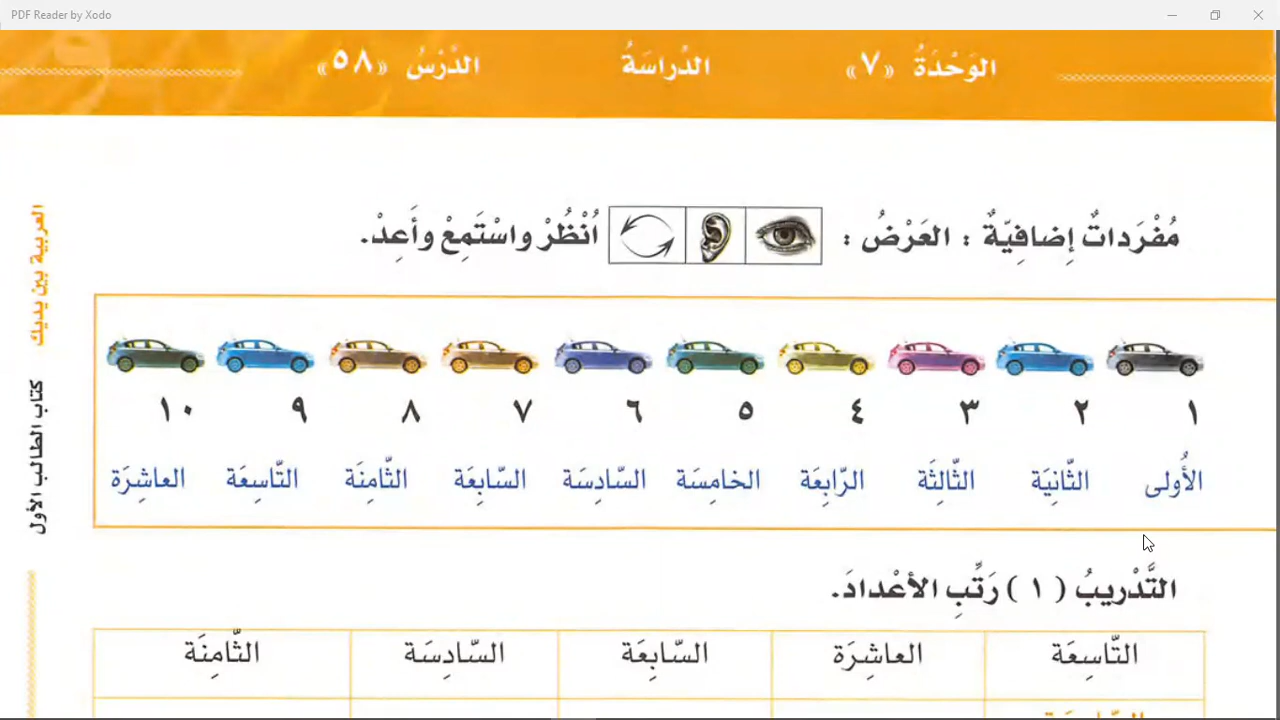 PDF Reader by Xodo
الوَحْدَةُ «٧» الدِّراسَةُ الدَّرْسُ «٥٨»
مُفْرَداتٌ إِضافِيّةٌ : العَرْضُ : اُنْظُرْ واسْتَمِعْ وأَعِدْ.
١ ٢ ٣ ٤ ٥ ٦ ٧ ٨ ٩ ١٠
الأُولى الثّانِيَة الثّالِثَة الرّابِعَة الخامِسَة السّادِسَة السّابِعَة الثّامِنَة التّاسِعَة العاشِرَة
التَّدْريبُ ( ١ ) رَتِّبِ الأعْدادَ.
التّاسِعَة العاشِرَة السّابِعَة السّادِسَة الثّامِنَة
العربية بين يديك
كتاب الطالب الأول